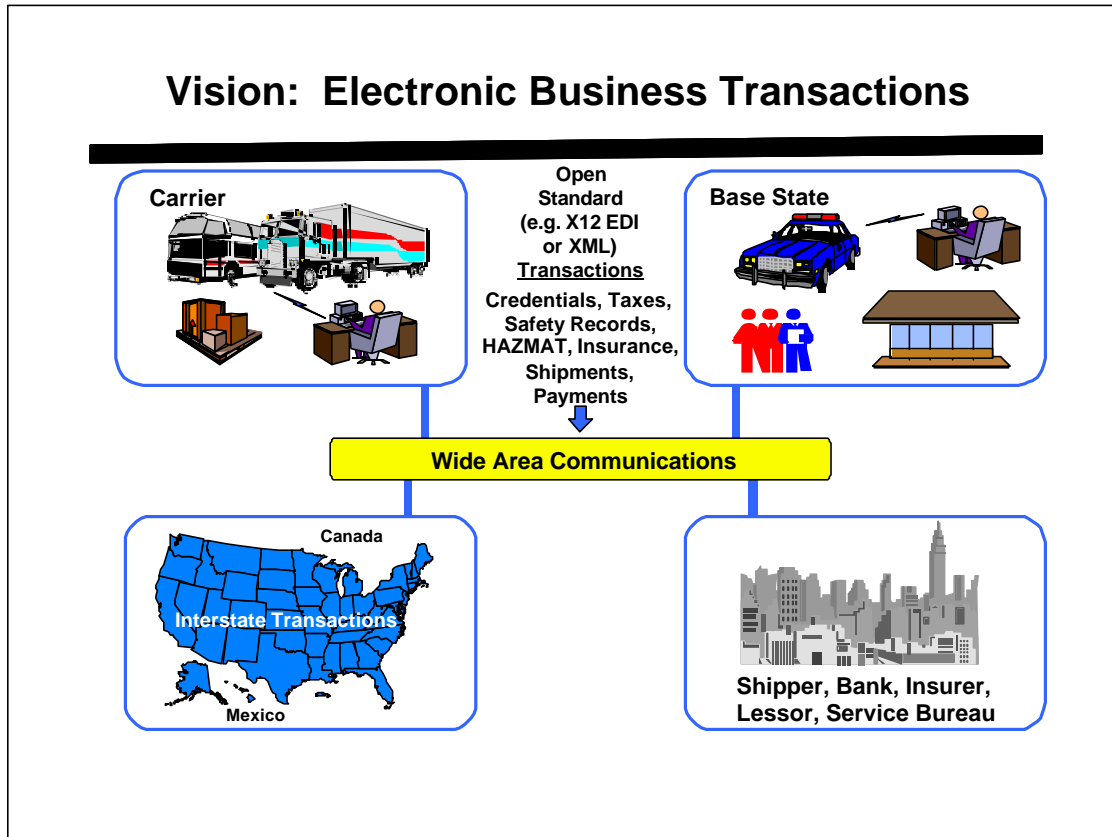 Vision: Electronic Business Transactions
Carrier
Open
Standard
(e.g. X12 EDI
or XML)
Transactions
Credentials, Taxes,
Safety Records,
HAZMAT, Insurance,
Shipments,
Payments
Base State
Wide Area Communications
Canada
Interstate Transactions
Mexico
Shipper, Bank, Insurer,
Lessor, Service Bureau